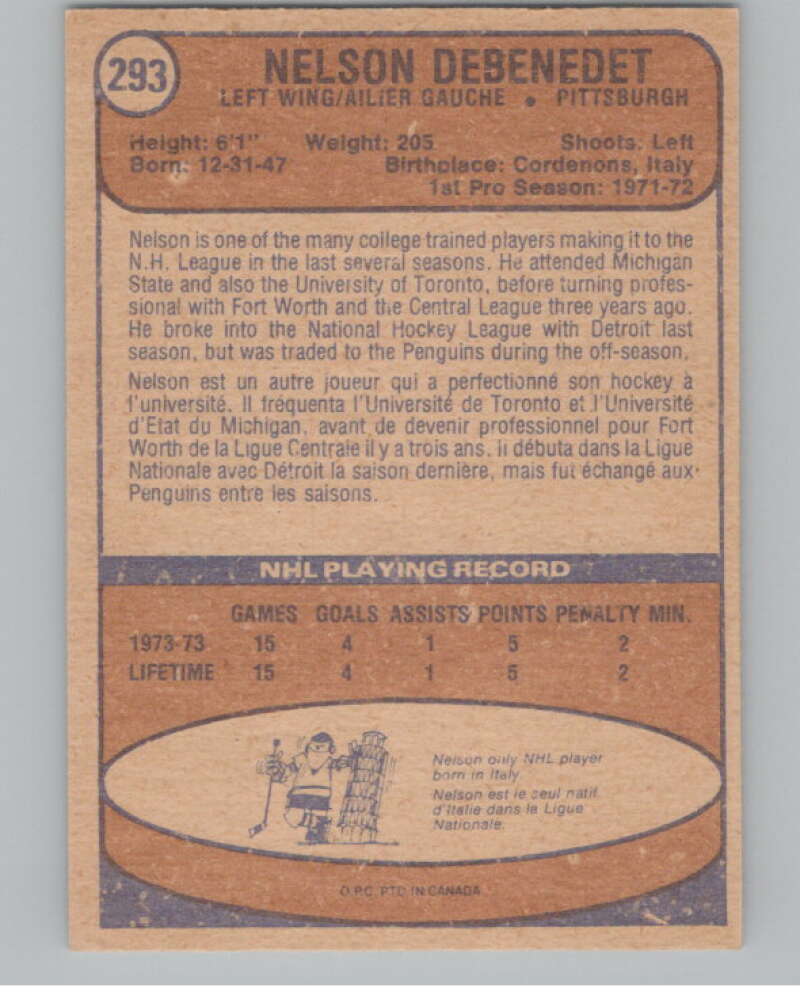 293
NELSON DEBENEDET
LEFT WING/AILIER GAUCHE • PITTSBURGH
Height: 6'1" Weight: 205 Shoots: Left
Born: 12-31-47 Birthplace: Cordenons, Italy
1st Pro Season: 1971-72
Nelson is one of the many college trained players making it to the
N.H. League in the last several seasons. He attended Michigan
State and also the University of Toronto, before turning profes-
sional with Fort Worth and the Central League three years ago.
He broke into the National Hockey League with Detroit last
season, but was traded to the Penguins during the off-season.
Nelson est un autre joueur qui a perfectionné son hockey à
l'université. Il fréquenta l'Université de Toronto et l'Université
d'Etat du Michigan, avant de devenir professionnel pour Fort
Worth de la Ligue Centrale il y a trois ans. Il débuta dans la Ligue
Nationale avec Détroit la saison dernière, mais fut échangé aux
Penguins entre les saisons.
NHL PLAYING RECORD
GAMES GOALS ASSISTS POINTS PENALTY MIN.
1973-73 15 4 1 5 2
LIFETIME 15 4 1 5 2
Nelson only NHL player
born in Italy.
Nelson est le seul natif
d'Italie dans la Ligue
Nationale.
O.P.C. PTD IN CANADA